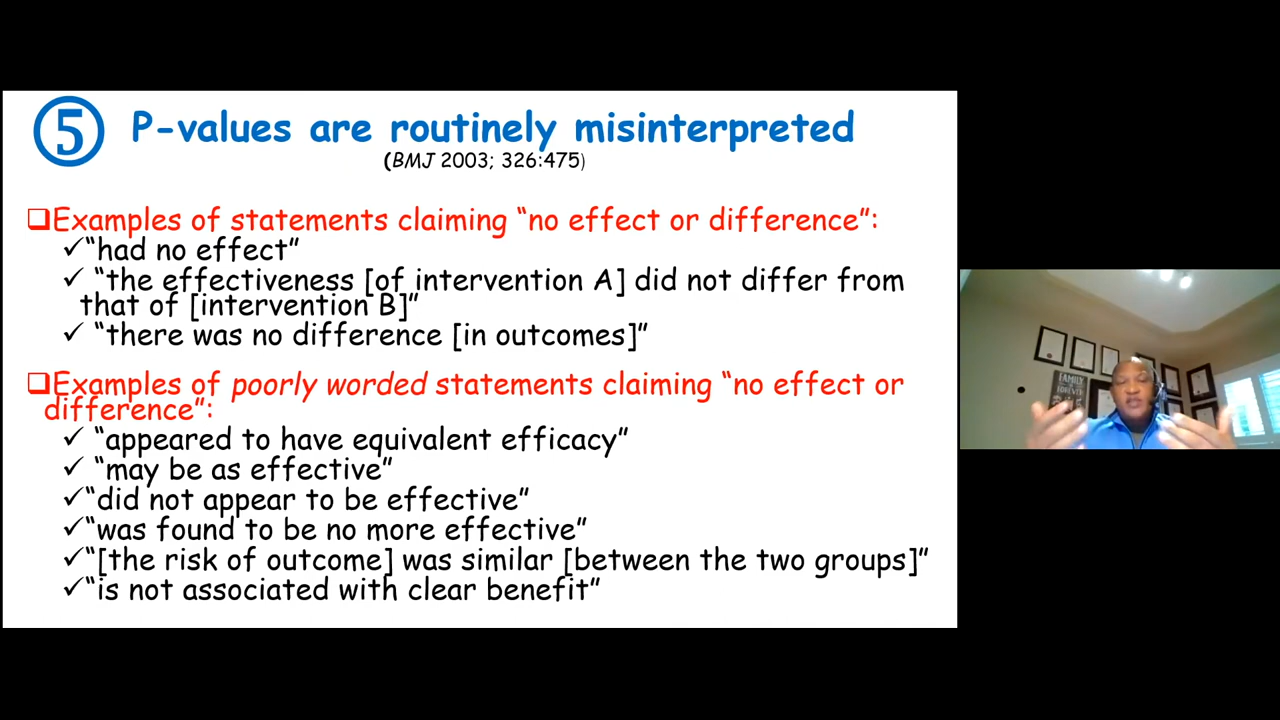 5 P-values are routinely misinterpreted
(BMJ 2003; 326:475)
❑Examples of statements claiming “no effect or difference”:
✓“had no effect”
✓ “the effectiveness [of intervention A] did not differ from
that of [intervention B]”
✓ “there was no difference [in outcomes]”
❑Examples of poorly worded statements claiming “no effect or
difference”:
✓ “appeared to have equivalent efficacy”
✓ “may be as effective”
✓“did not appear to be effective”
✓“was found to be no more effective”
✓“[the risk of outcome] was similar [between the two groups]”
✓“is not associated with clear benefit”
FAMILY